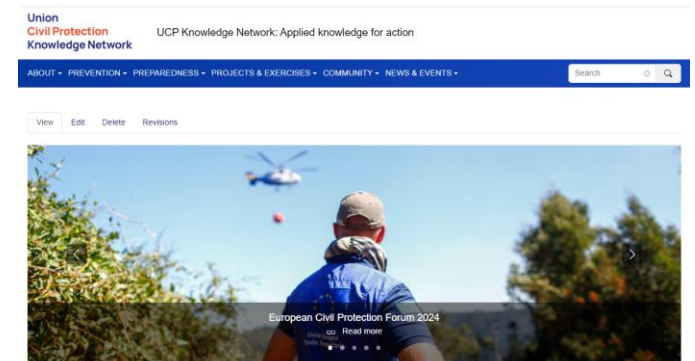 Union
Civil Protection
Knowledge Network
UCP Knowledge Network: Applied knowledge for action
ABOUT PREVENTION PREPAREDNESS PROJECTS & EXERCISES COMMUNITY NEWS & EVENTS
Search
View Edit Delete Revisions
European Civil Protection Forum 2024
Read more